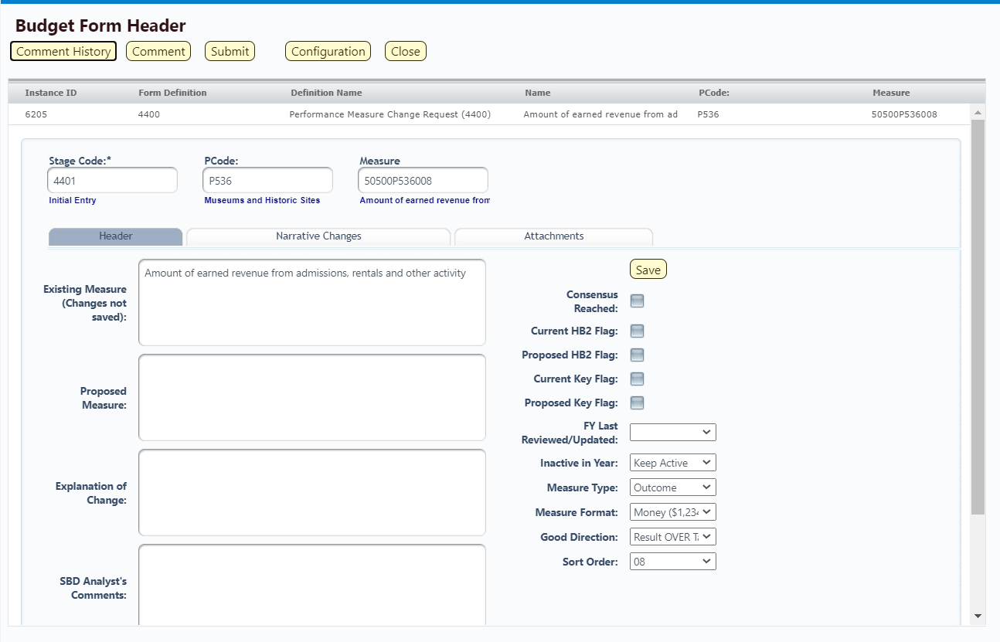 Budget Form Header
Comment History Comment Submit Configuration Close
Instance ID Form Definition Definition Name Name PCode: Measure
6205 4400 Performance Measure Change Request (4400) Amount of earned revenue from ad P536 50500P536008
Stage Code:* PCode: Measure
4401 P536 50500P536008
Initial Entry Museums and Historic Sites Amount of earned revenue from
Header Narrative Changes Attachments
Existing Measure
(Changes not
saved):
Amount of earned revenue from admissions, rentals and other activity
Proposed
Measure:
Explanation of
Change:
SBD Analyst's
Comments:
Save
Consensus
Reached:
Current HB2 Flag:
Proposed HB2 Flag:
Current Key Flag:
Proposed Key Flag:
FY Last
Reviewed/Updated:
Inactive in Year: Keep Active
Measure Type: Outcome
Measure Format: Money ($1,234
Good Direction: Result OVER Ta
Sort Order: 08